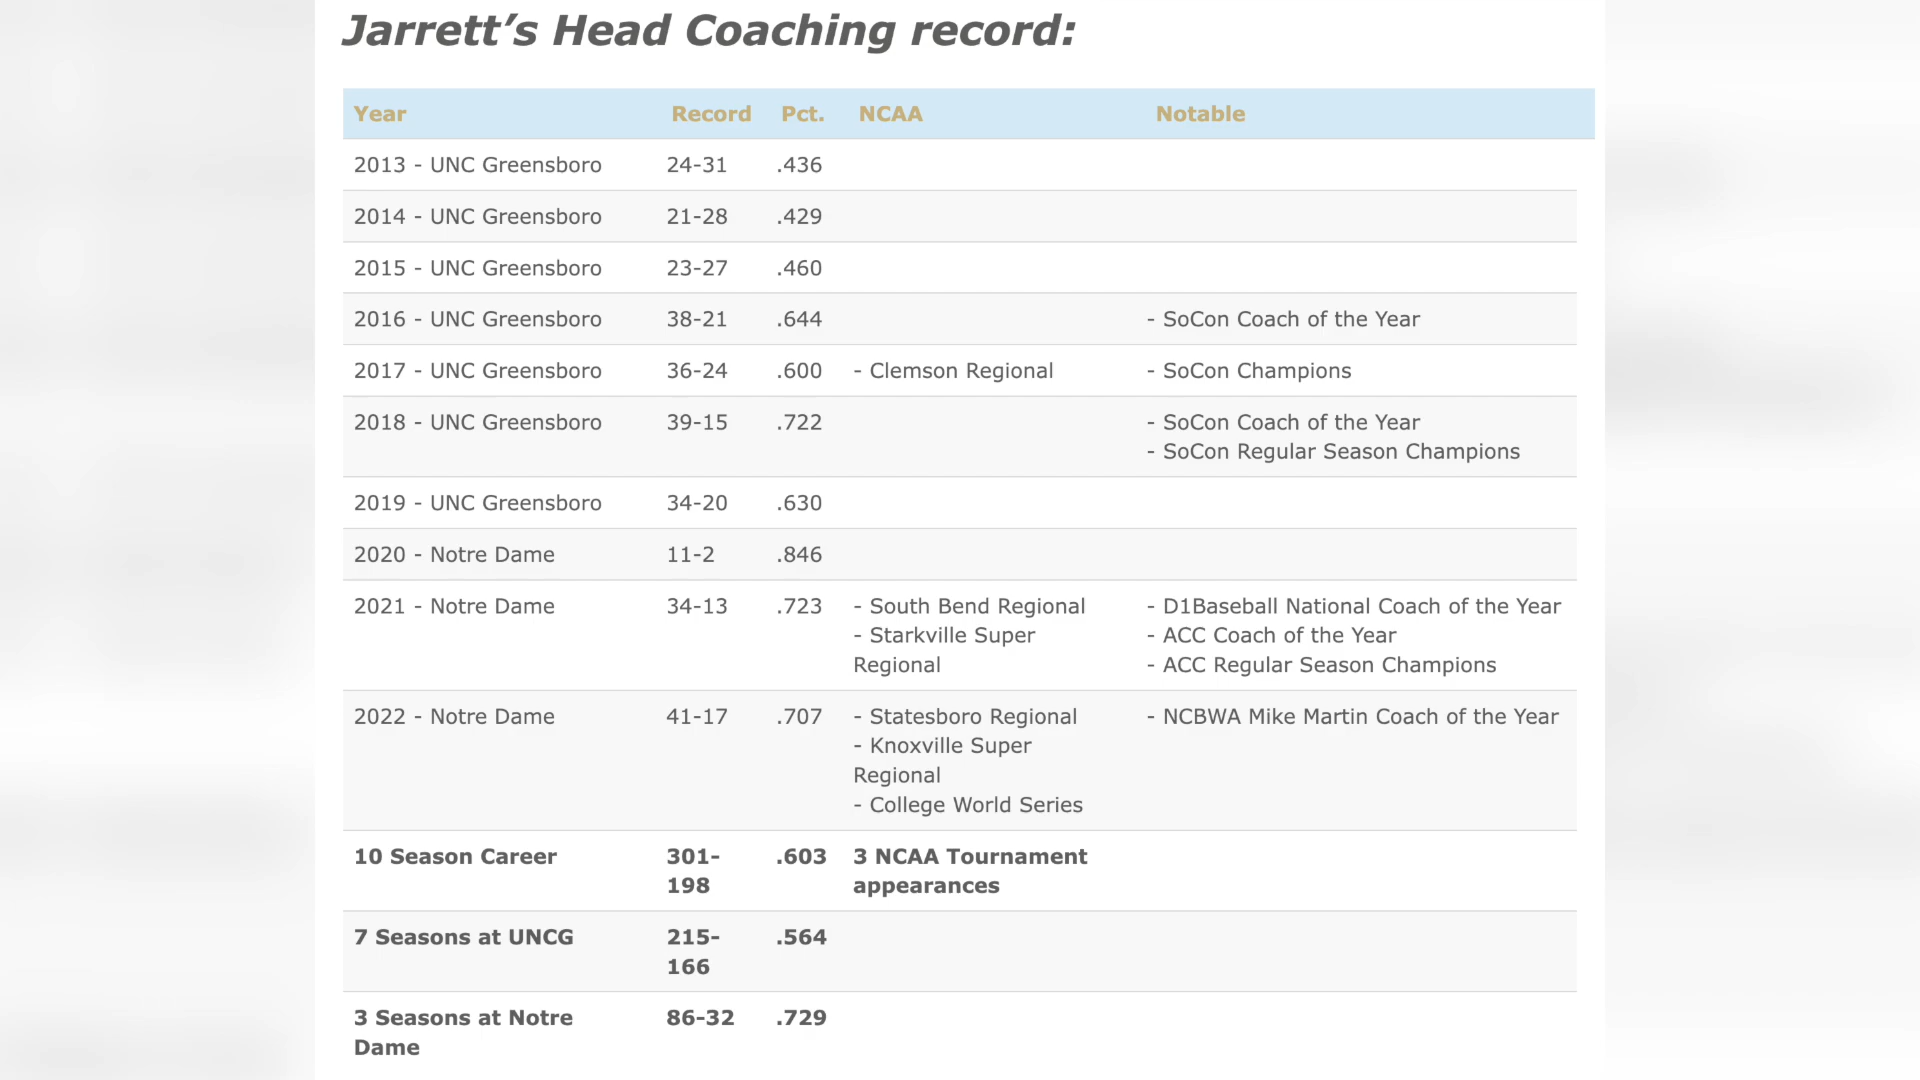 Jarrett’s Head Coaching record:
Year Record Pct. NCAA Notable
2013 - UNC Greensboro 24-31 .436
2014 - UNC Greensboro 21-28 .429
2015 - UNC Greensboro 23-27 .460
2016 - UNC Greensboro 38-21 .644 - SoCon Coach of the Year
2017 - UNC Greensboro 36-24 .600 - Clemson Regional - SoCon Champions
2018 - UNC Greensboro 39-15 .722 - SoCon Coach of the Year
- SoCon Regular Season Champions
2019 - UNC Greensboro 34-20 .630
2020 - Notre Dame 11-2 .846
2021 - Notre Dame 34-13 .723 - South Bend Regional - D1Baseball National Coach of the Year
- Starkville Super - ACC Coach of the Year
Regional - ACC Regular Season Champions
2022 - Notre Dame 41-17 .707 - Statesboro Regional - NCBWA Mike Martin Coach of the Year
- Knoxville Super
Regional
- College World Series
10 Season Career 301- .603 3 NCAA Tournament
198 appearances
7 Seasons at UNCG 215- .564
166
3 Seasons at Notre 86-32 .729
Dame